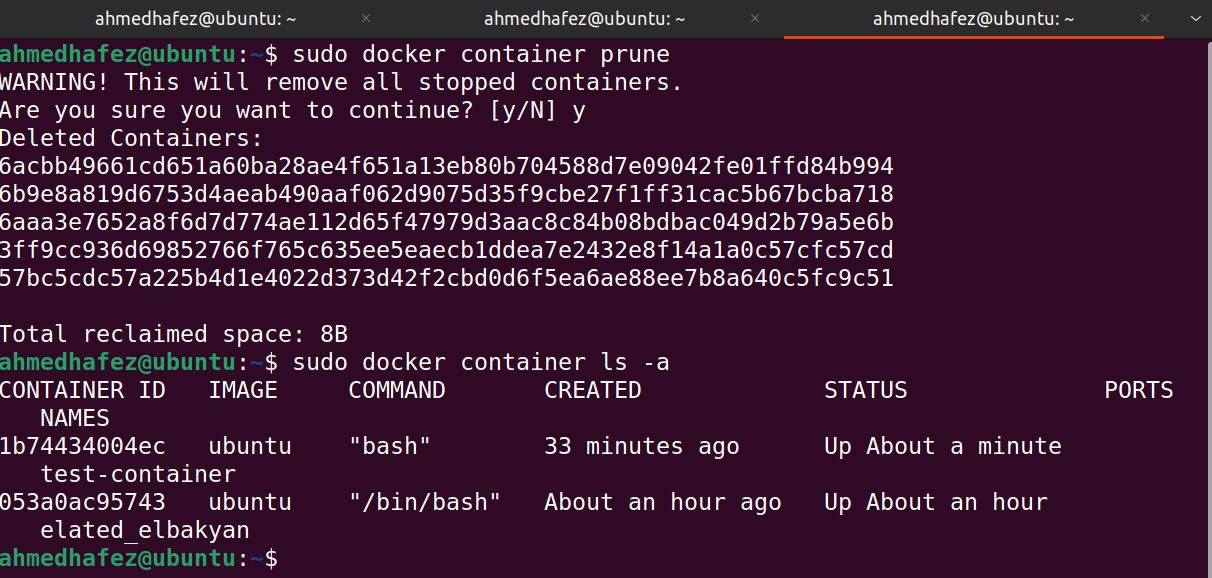 ahmedhafez@ubuntu: ~ × ahmedhafez@ubuntu: ~ × ahmedhafez@ubuntu: ~ ×
ahmedhafez@ubuntu:~$ sudo docker container prune
WARNING! This will remove all stopped containers.
Are you sure you want to continue? [y/N] y
Deleted Containers:
6acbb49661cd651a60ba28ae4f651a13eb80b704588d7e09042fe01ffd84b994
6b9e8a819d6753d4aeab490aaf062d9075d35f9cbe27f1ff31cac5b67bcba718
6aaa3e7652a8f6d7d774ae112d65f47979d3aac8c84b08bdbac049d2b79a5e6b
3ff9cc936d69852766f765c635ee5eaecb1ddea7e2432e8f14a1a0c57cfc57cd
57bc5cdc57a225b4d1e4022d373d42f2cbd0d6f5ea6ae88ee7b8a640c5fc9c51
Total reclaimed space: 8B
ahmedhafez@ubuntu:~$ sudo docker container ls -a
CONTAINER ID   IMAGE     COMMAND       CREATED             STATUS              PORTS
   NAMES
1b74434004ec   ubuntu    "bash"        33 minutes ago      Up About a minute
   test-container
053a0ac95743   ubuntu    "/bin/bash"   About an hour ago   Up About an hour
   elated_elbakyan
ahmedhafez@ubuntu:~$